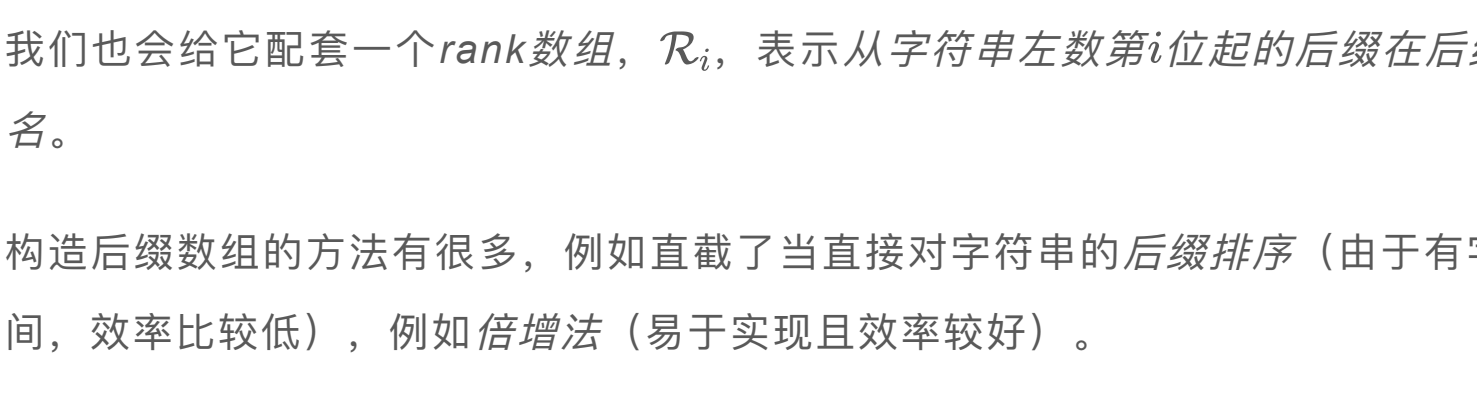 我们也会给它配套一个rank数组，ℛᵢ，表示从字符串左数第i位起的后缀在后
名。
构造后缀数组的方法有很多，例如直截了当直接对字符串的后缀排序（由于有
间，效率比较低），例如倍增法（易于实现且效率较好）。